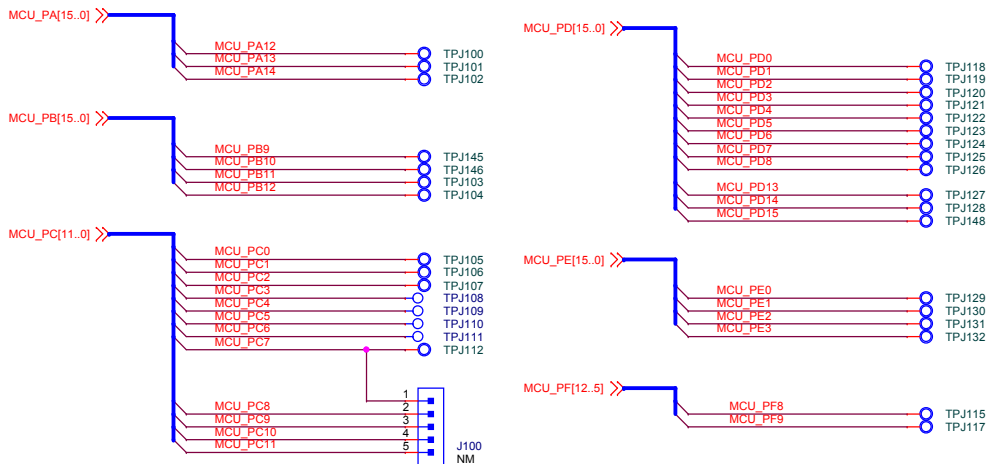 MCU_PA[15..0]
MCU_PA12 TPJ100
MCU_PA13 TPJ101
MCU_PA14 TPJ102
MCU_PB[15..0]
MCU_PB9 TPJ145
MCU_PB10 TPJ146
MCU_PB11 TPJ103
MCU_PB12 TPJ104
MCU_PC[11..0]
MCU_PC0 TPJ105
MCU_PC1 TPJ106
MCU_PC2 TPJ107
MCU_PC3 TPJ108
MCU_PC4 TPJ109
MCU_PC5 TPJ110
MCU_PC6 TPJ111
MCU_PC7 TPJ112
1
MCU_PC8 2
MCU_PC9 3
MCU_PC10 4
MCU_PC11 5 J100
NM
MCU_PD[15..0]
MCU_PD0 TPJ118
MCU_PD1 TPJ119
MCU_PD2 TPJ120
MCU_PD3 TPJ121
MCU_PD4 TPJ122
MCU_PD5 TPJ123
MCU_PD6 TPJ124
MCU_PD7 TPJ125
MCU_PD8 TPJ126
MCU_PD13 TPJ127
MCU_PD14 TPJ128
MCU_PD15 TPJ148
MCU_PE[15..0]
MCU_PE0 TPJ129
MCU_PE1 TPJ130
MCU_PE2 TPJ131
MCU_PE3 TPJ132
MCU_PF[12..5]
MCU_PF8 TPJ115
MCU_PF9 TPJ117